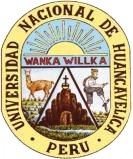 UNIVERSIDAD NACIONAL DE HUANCAVELICA
WANKA WILLKA
• PERU •